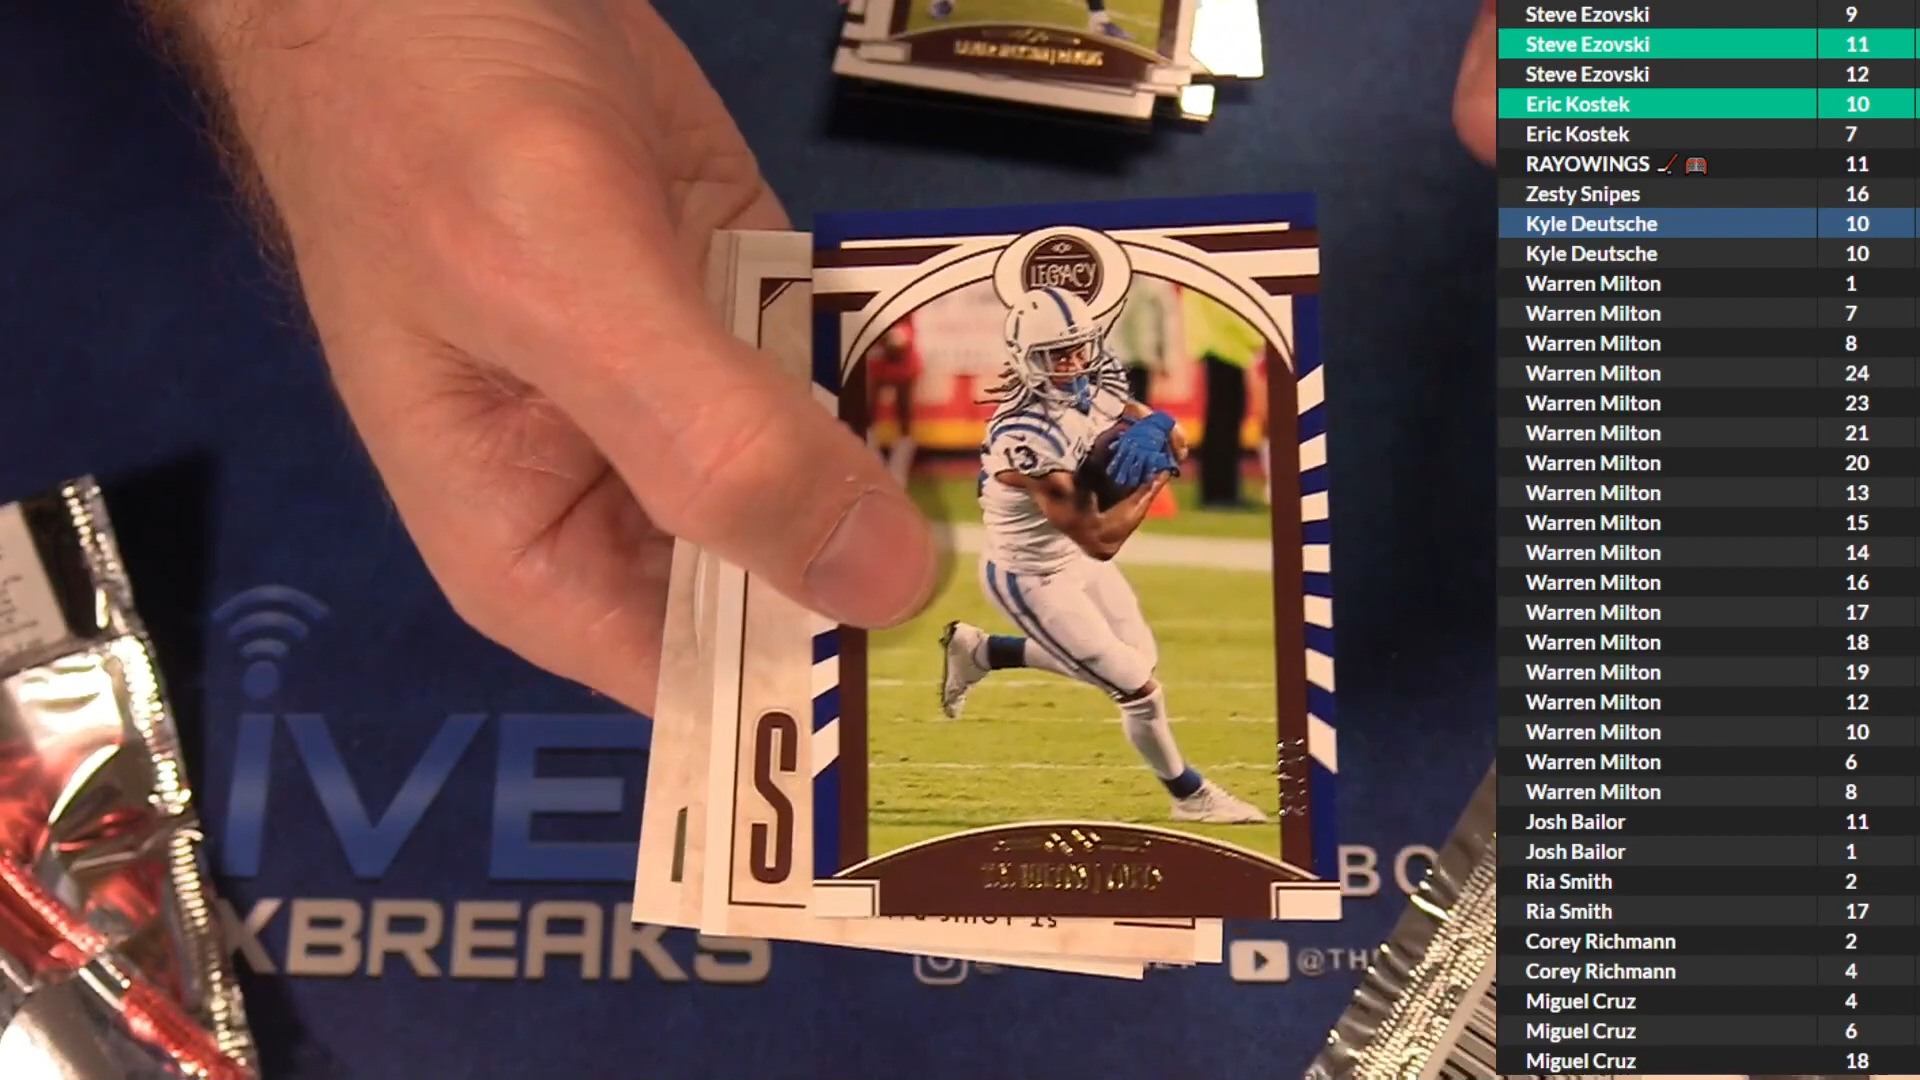 Steve Ezovski 9
Steve Ezovski 11
Steve Ezovski 12
Eric Kostek 10
Eric Kostek 7
RAYOWINGS 🏒 🥅 11
Zesty Snipes 16
Kyle Deutsche 10
Kyle Deutsche 10
Warren Milton 1
Warren Milton 7
Warren Milton 8
Warren Milton 24
Warren Milton 23
Warren Milton 21
Warren Milton 20
Warren Milton 13
Warren Milton 15
Warren Milton 14
Warren Milton 16
Warren Milton 17
Warren Milton 18
Warren Milton 19
Warren Milton 12
Warren Milton 10
Warren Milton 6
Warren Milton 8
Josh Bailor 11
Josh Bailor 1
Ria Smith 2
Ria Smith 17
Corey Richmann 2
Corey Richmann 4
Miguel Cruz 4
Miguel Cruz 6
Miguel Cruz 18
LEGACY
13
S
iVE
XBREAKS
BO
@TH